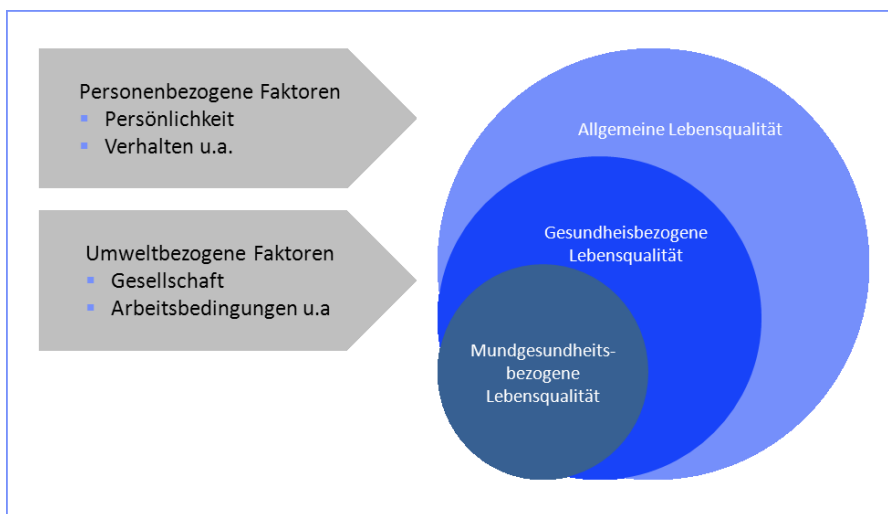 Personenbezogene Faktoren
Persönlichkeit
Verhalten u.a.
Umweltbezogene Faktoren
Gesellschaft
Arbeitsbedingungen u.a
Allgemeine Lebensqualität
Gesundheisbezogene
Lebensqualität
Mundgesundheits-
bezogene
Lebensqualität